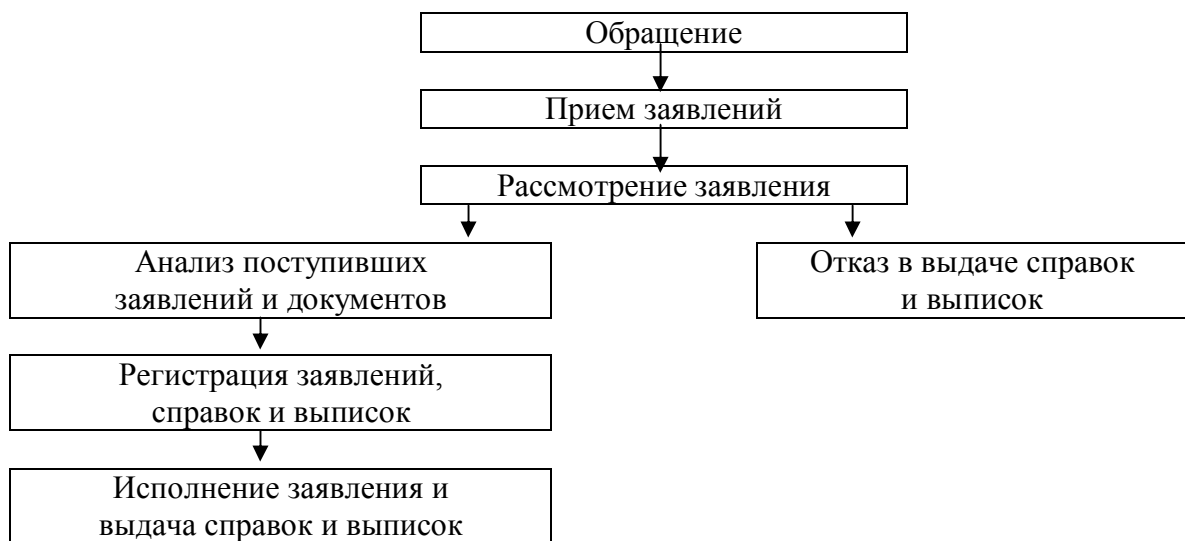 Обращение
Прием заявлений
Рассмотрение заявления
Анализ поступивших
заявлений и документов
Отказ в выдаче справок
и выписок
Регистрация заявлений,
справок и выписок
Исполнение заявления и
выдача справок и выписок